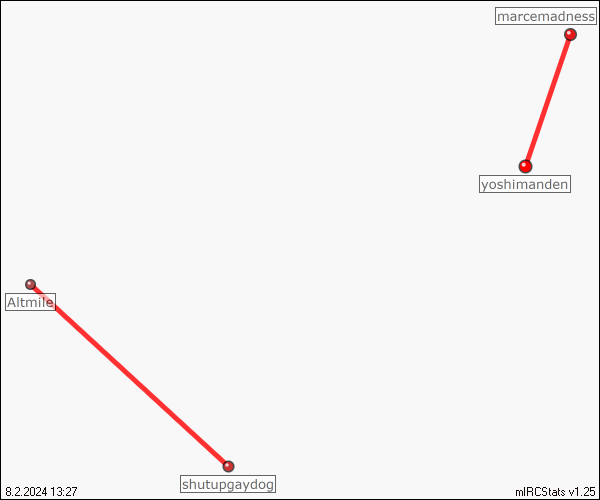 marcemadness
yoshimanden
Altmile
shutupgaydog
8.2.2024 13:27
mIRCStats v1.25